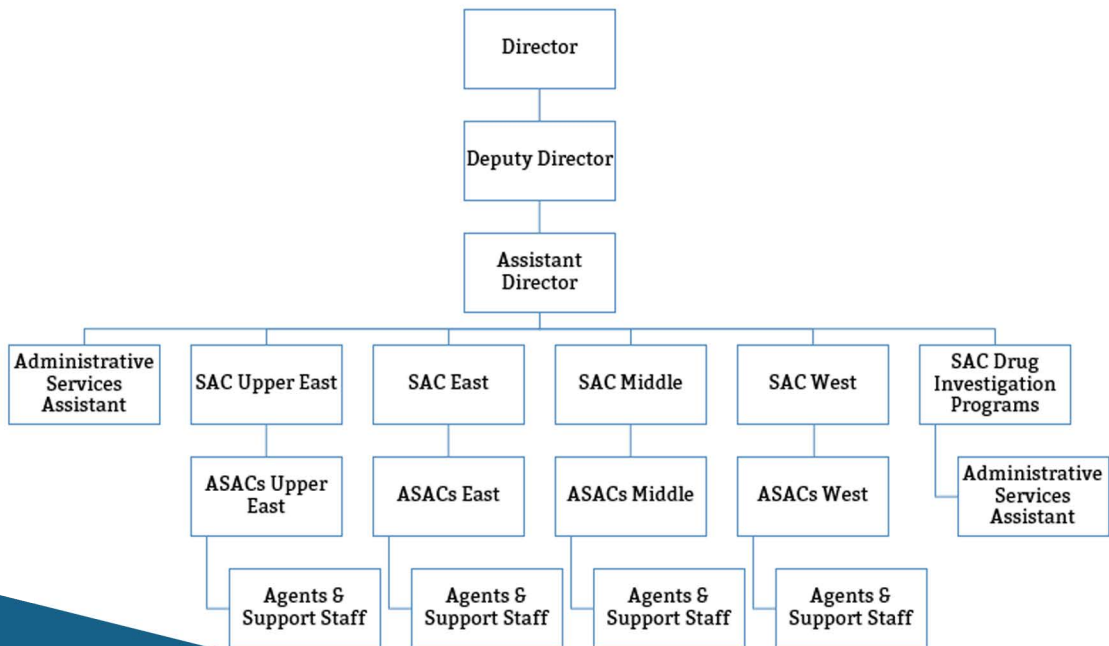 Director
Deputy Director
Assistant
Director
Administrative
Services
Assistant
SAC Upper East
SAC East
SAC Middle
SAC West
SAC Drug
Investigation
Programs
ASACs Upper
East
ASACs East
ASACs Middle
ASACs West
Administrative
Services
Assistant
Agents &
Support Staff
Agents &
Support Staff
Agents &
Support Staff
Agents &
Support Staff